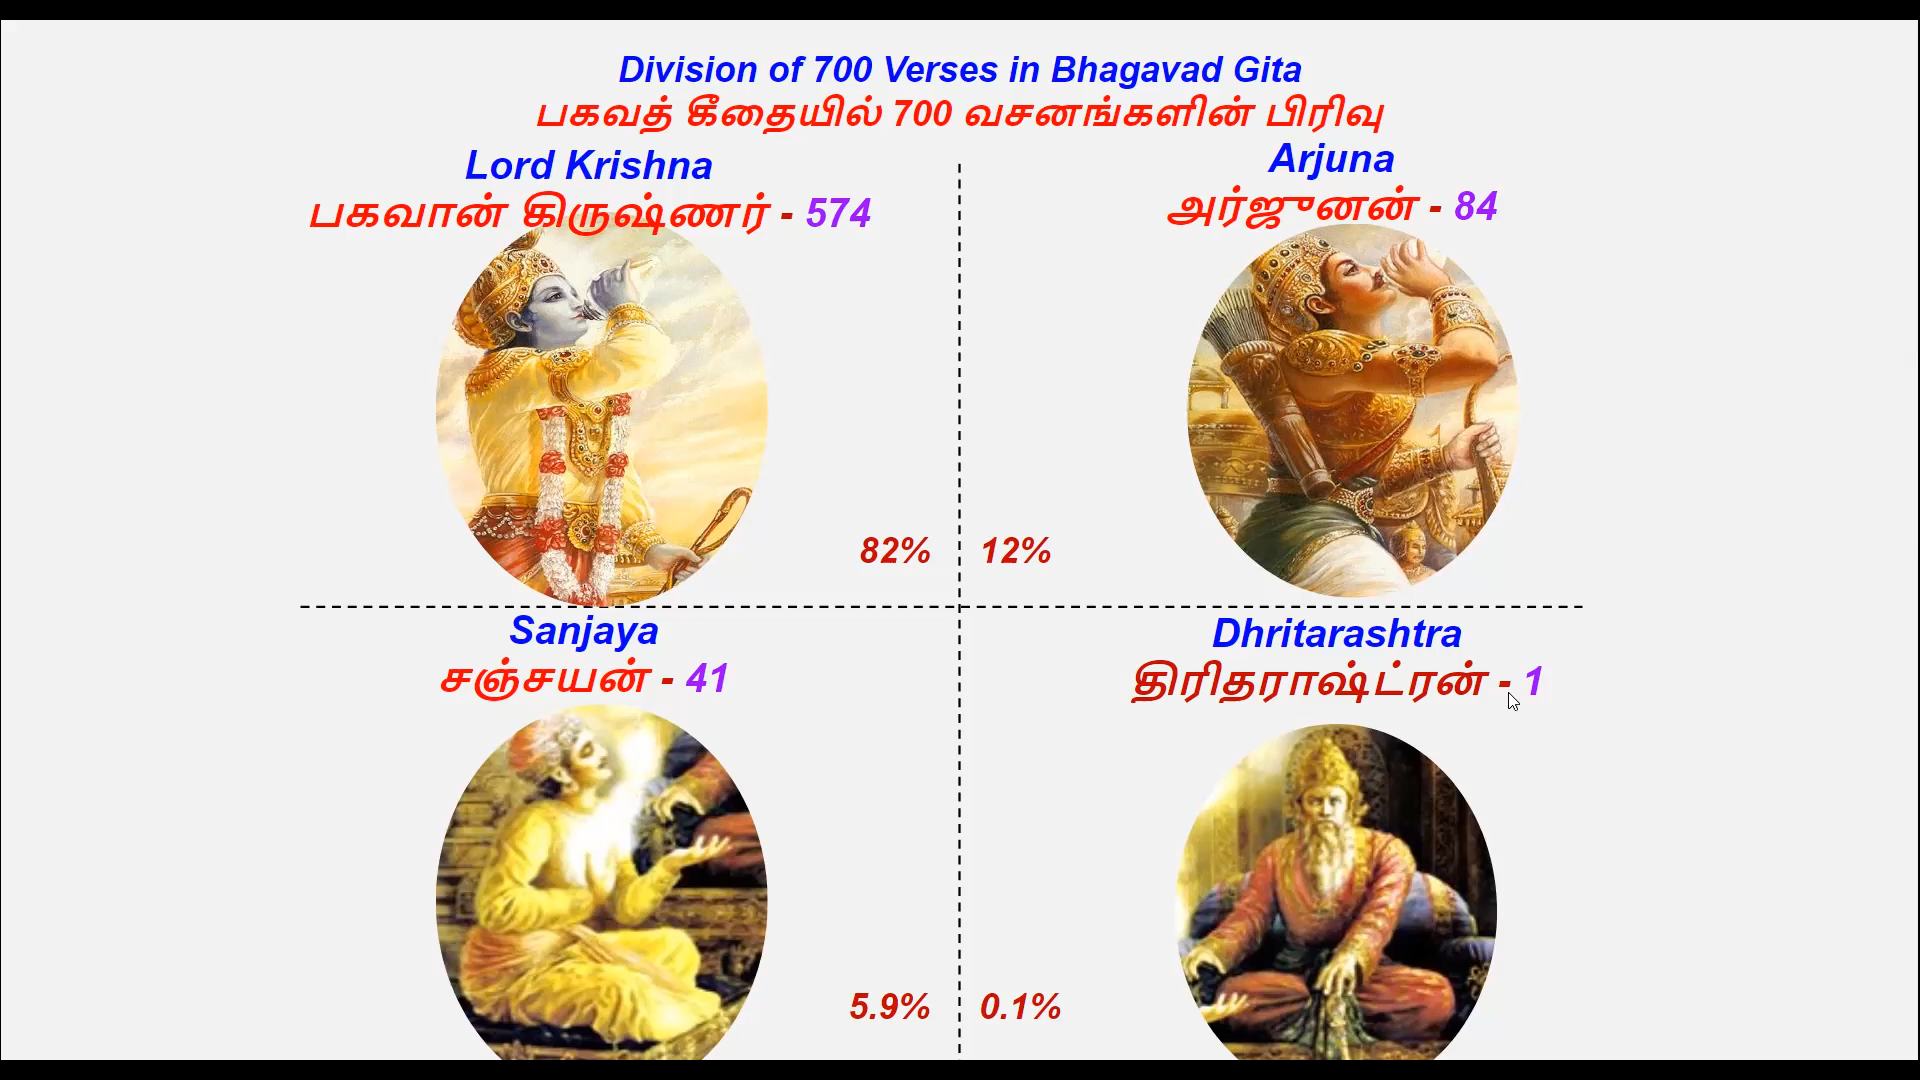 Division of 700 Verses in Bhagavad Gita
பகவத் கீதையில் 700 வசனங்களின் பிரிவு
Lord Krishna
பகவான் கிருஷ்ணர் - 574
Arjuna
அர்ஜுனன் - 84
82%
12%
Sanjaya
சஞ்சயன் - 41
Dhritarashtra
திரிதராஷ்ட்ரன் - 1
5.9%
0.1%